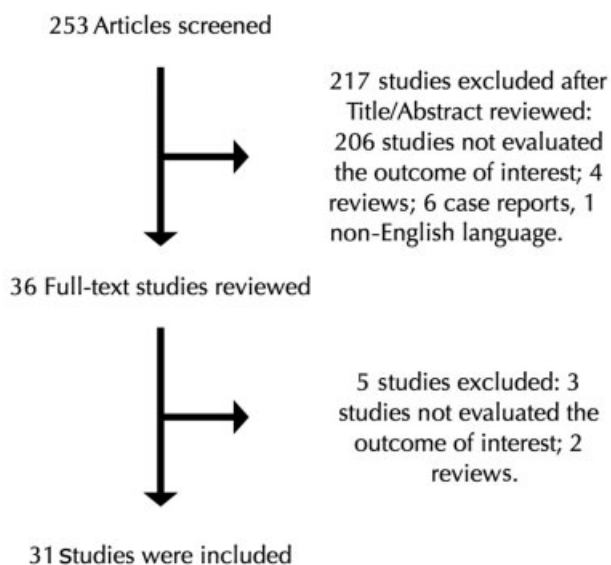 253 Articles screened
217 studies excluded after
Title/Abstract reviewed:
206 studies not evaluated
the outcome of interest; 4
reviews; 6 case reports, 1
non-English language.
36 Full-text studies reviewed
5 studies excluded: 3
studies not evaluated the
outcome of interest; 2
reviews.
31 Studies were included